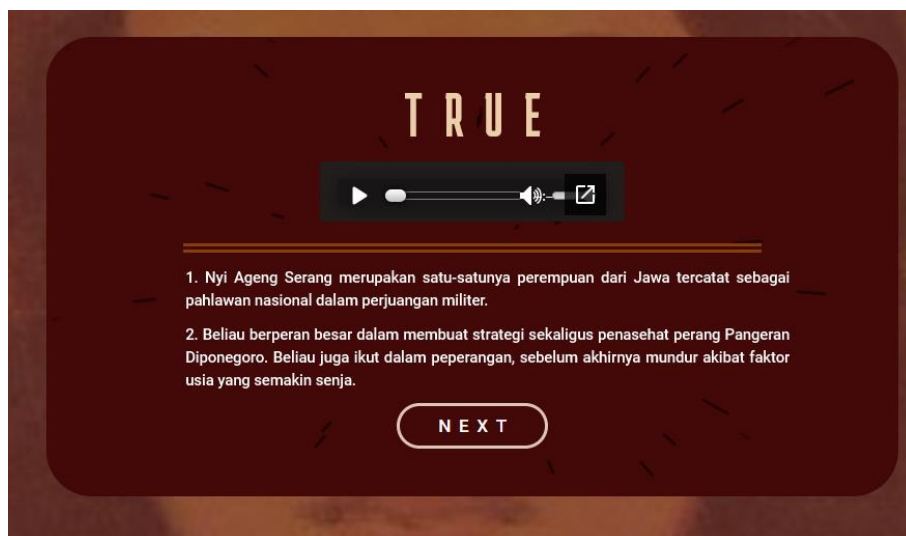 TRUE
1. Nyi Ageng Serang merupakan satu-satunya perempuan dari Jawa tercatat sebagai
pahlawan nasional dalam perjuangan militer.
2. Beliau berperan besar dalam membuat strategi sekaligus penasehat perang Pangeran
Diponegoro. Beliau juga ikut dalam peperangan, sebelum akhirnya mundur akibat faktor
usia yang semakin senja.
NEXT